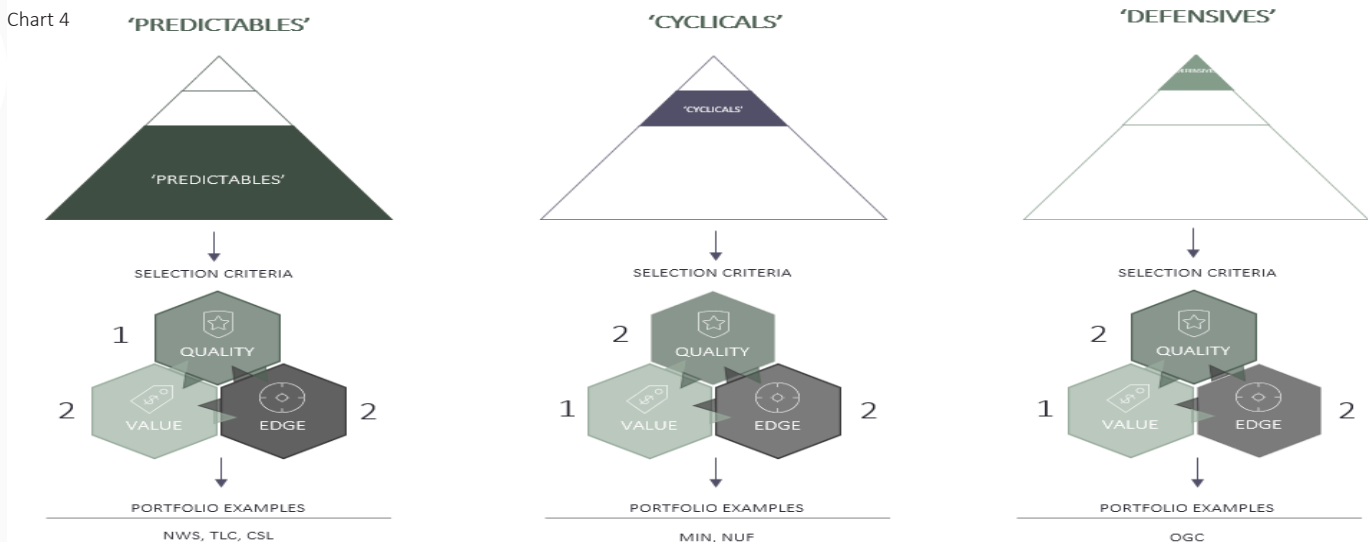 Chart 4
‘PREDICTABLES’
‘PREDICTABLES’
SELECTION CRITERIA
1
QUALITY
2
VALUE
EDGE
2
PORTFOLIO EXAMPLES
NWS, TLC, CSL
‘CYCLICALS’
‘CYCLICALS’
SELECTION CRITERIA
2
QUALITY
1
VALUE
EDGE
2
PORTFOLIO EXAMPLES
MIN, NUF
‘DEFENSIVES’
SELECTION CRITERIA
2
QUALITY
1
VALUE
EDGE
2
PORTFOLIO EXAMPLES
OGC